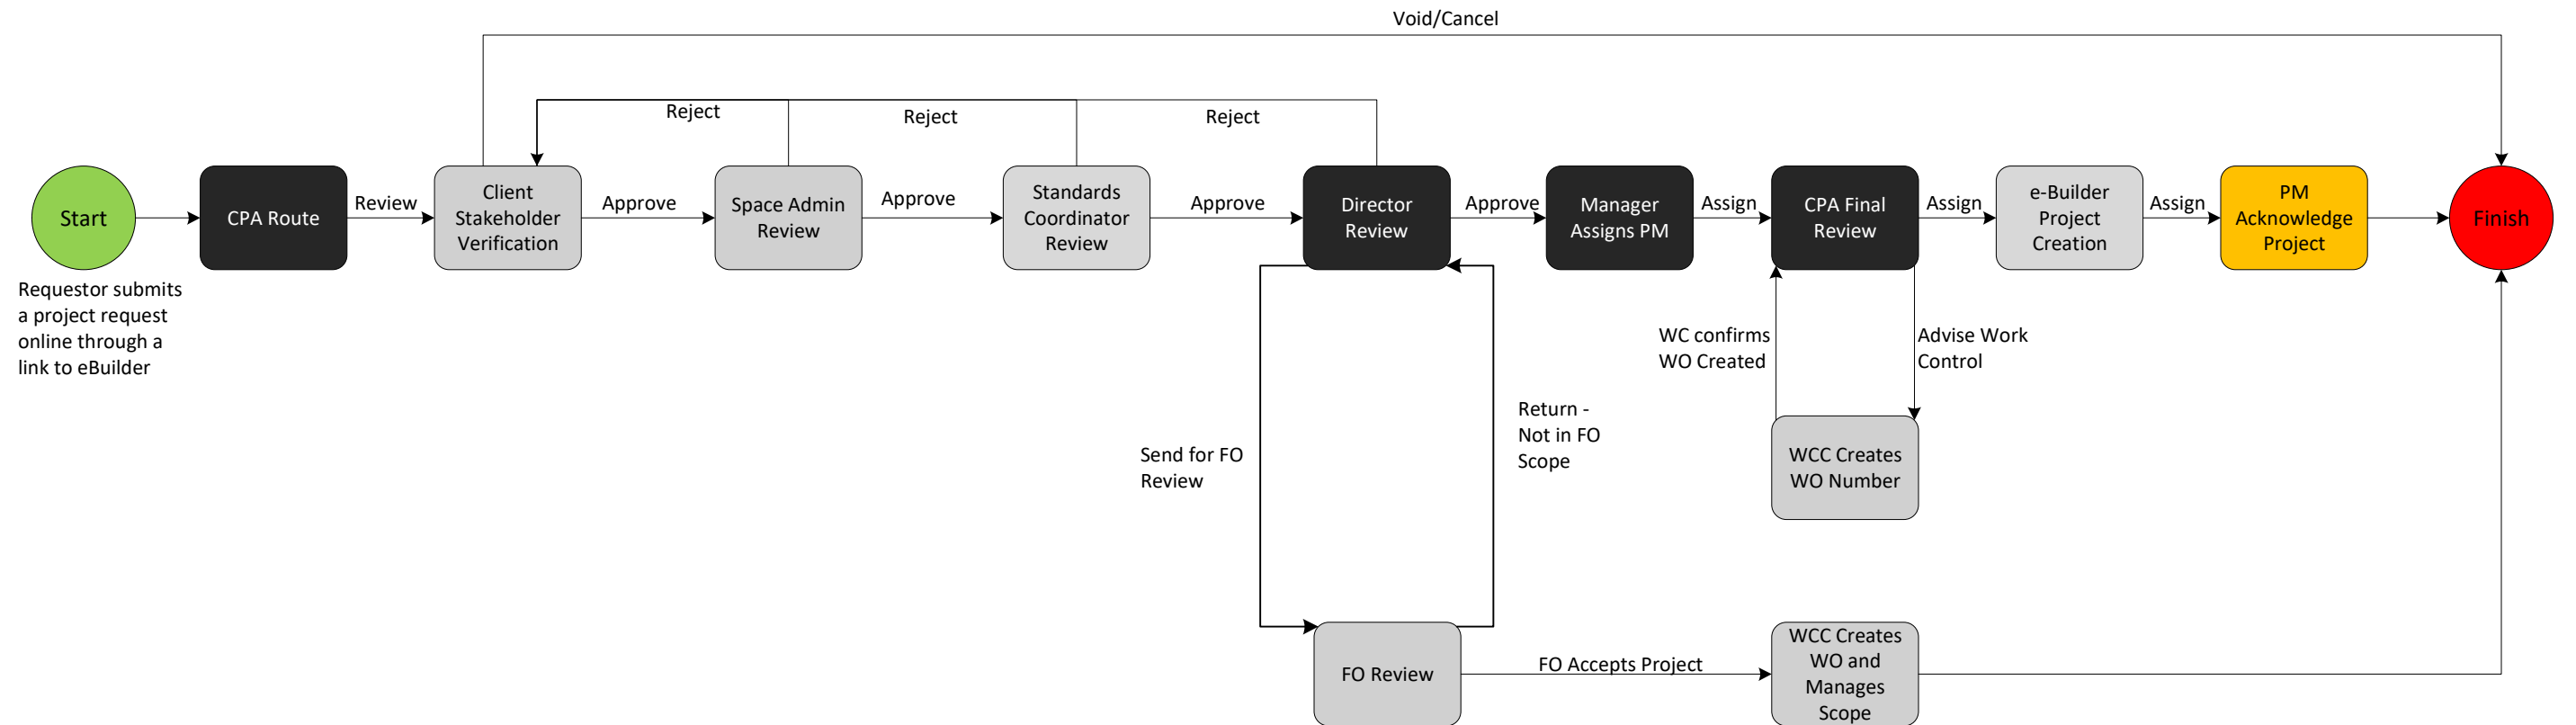 Void/Cancel
Reject
Reject
Reject
Start
CPA Route
Review
Client
Stakeholder
Verification
Approve
Space Admin
Review
Approve
Standards
Coordinator
Review
Approve
Director
Review
Approve
Manager
Assigns PM
Assign
CPA Final
Review
Assign
e-Builder
Project
Creation
Assign
PM
Acknowledge
Project
Finish
Requestor submits
a project request
online through a
link to eBuilder
WC confirms
WO Created
Advise Work
Control
Send for FO
Review
Return -
Not in FO
Scope
WCC Creates
WO Number
FO Review
FO Accepts Project
WCC Creates
WO and
Manages
Scope